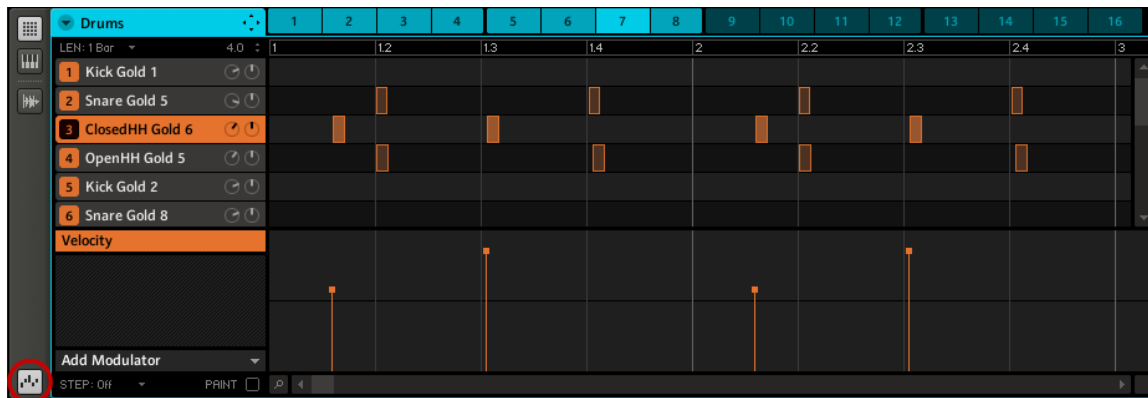 Drums 1 2 3 4 5 6 7 8 9 10 11 12 13 14 15 16
LEN: 1 Bar 4.0 1 1.2 1.3 1.4 2 2.2 2.3 2.4 3
1 Kick Gold 1
2 Snare Gold 5
3 ClosedHH Gold 6
4 OpenHH Gold 5
5 Kick Gold 2
6 Snare Gold 8
Velocity
Add Modulator
STEP: Off PAINT